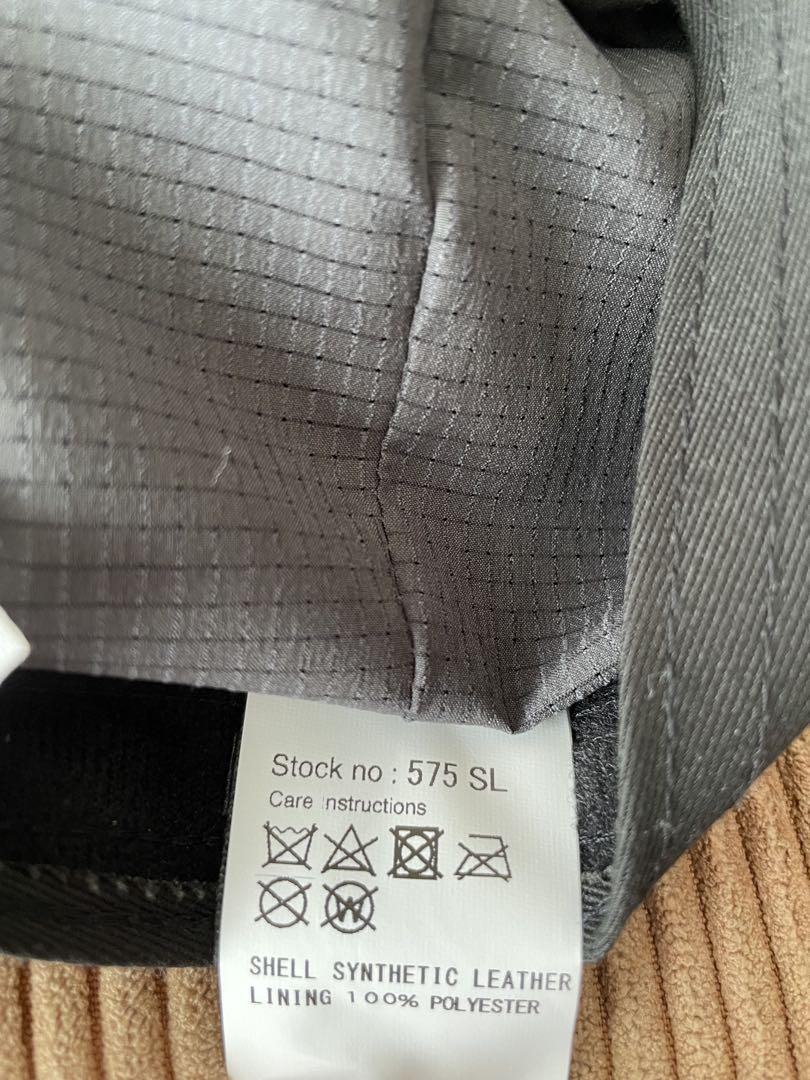 Stock no : 575 SL
Care Instructions
W
SHELL SYNTHETIC LEATHER
LINING 100% POLYESTER